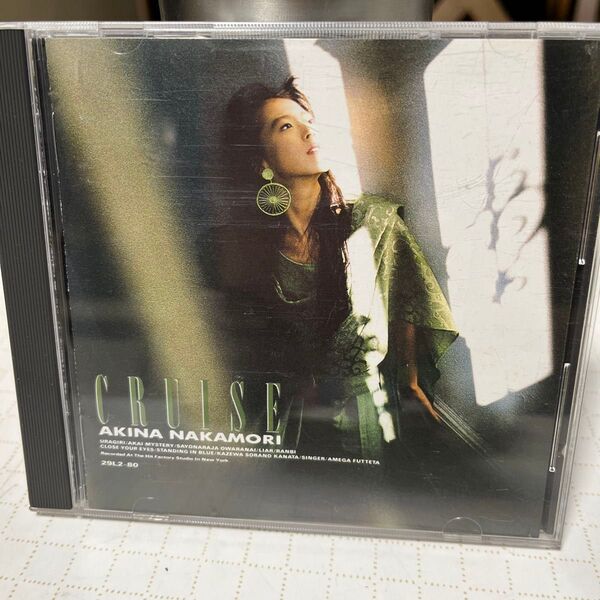 CRUISE
AKINA NAKAMORI
URAGIRI·AKAI MYSTERY·SAYONARAJA OWARANAI/LIAR/RANBI
CLOSE YOUR EYES·STANDING IN BLUE/KAZEWA SORANO KANATA/SINGER/AMEGA FUTTETA
Recorded At The Hit Factory Studio In New York
29L2-80